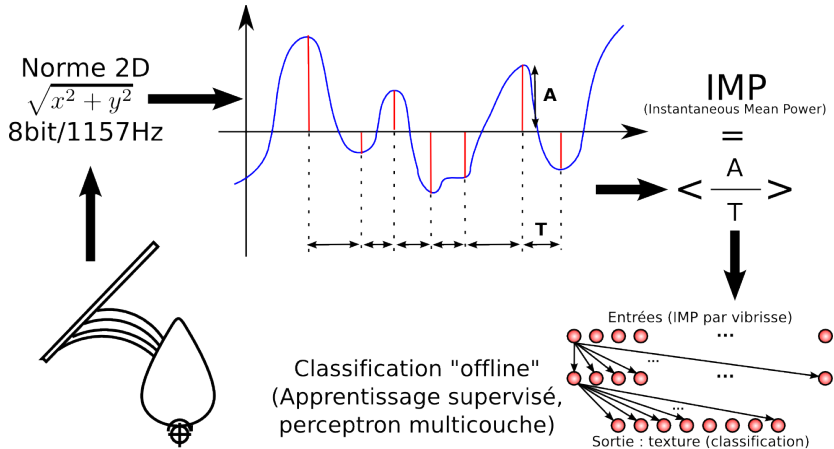 Norme 2D
√x² + y²
8bit/1157Hz
A
T
IMP
(Instantaneous Mean Power)
=
< A / T >
Entrées (IMP par vibrisse)
...
...
...
...
Sortie : texture (classification)
Classification "offline"
(Apprentissage supervisé,
perceptron multicouche)